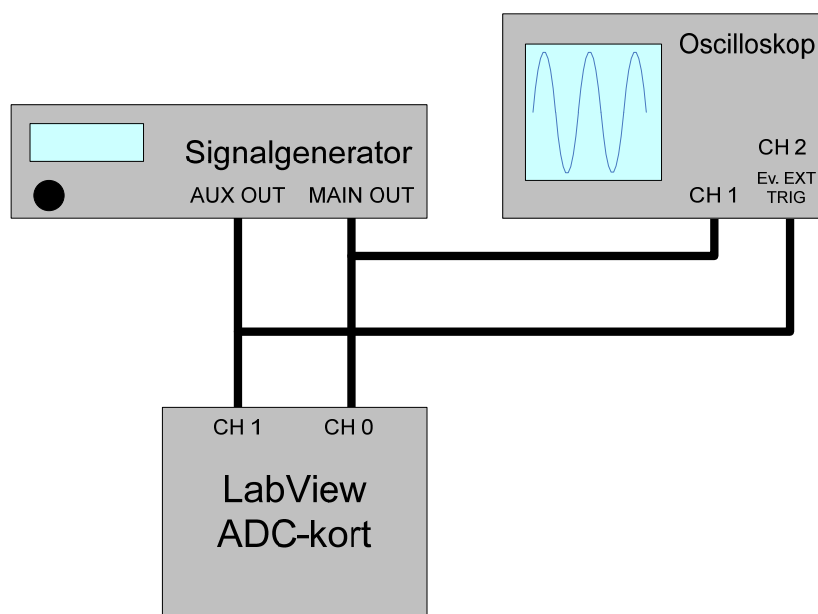 Oscilloskop
CH 2
Ev. EXT
TRIG
CH 1
Signalgenerator
AUX OUT
MAIN OUT
CH 1
CH 0
LabView
ADC-kort